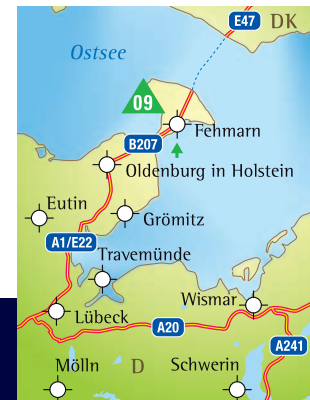 E47
DK
Ostsee
09
Fehmarn
B207
Oldenburg in Holstein
Eutin
Grömitz
A1/E22
Travemünde
Wismar
Lübeck
A20
A241
Mölln
D
Schwerin